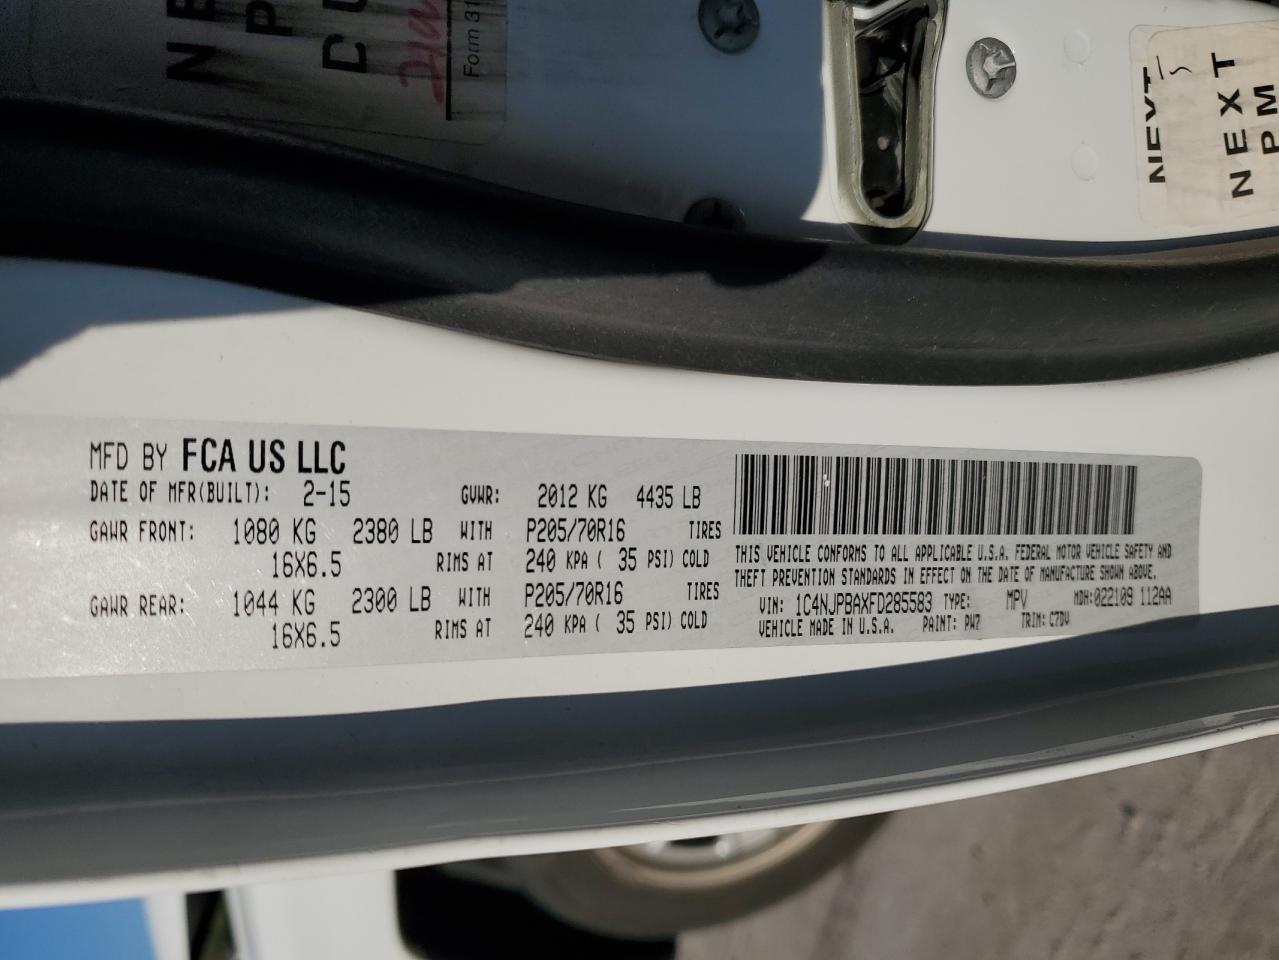 Form 31
NEXT
NEXT
PM
MFD BY FCA US LLC
DATE OF MFR(BUILT): 2-15 GVWR: 2012 KG 4435 LB
GAWR FRONT: 1080 KG 2380 LB WITH P205/70R16 TIRES
16X6.5 RIMS AT 240 KPA ( 35 PSI) COLD
GAWR REAR: 1044 KG 2300 LB WITH P205/70R16 TIRES
16X6.5 RIMS AT 240 KPA ( 35 PSI) COLD
THIS VEHICLE CONFORMS TO ALL APPLICABLE U.S.A. FEDERAL MOTOR VEHICLE SAFETY AND
THEFT PREVENTION STANDARDS IN EFFECT ON THE DATE OF MANUFACTURE SHOWN ABOVE.
VIN: 1C4NJPBAXFD285583 TYPE: MPV MDH:022109 112AA
VEHICLE MADE IN U.S.A. PAINT: PW7 TRIM: C7DV